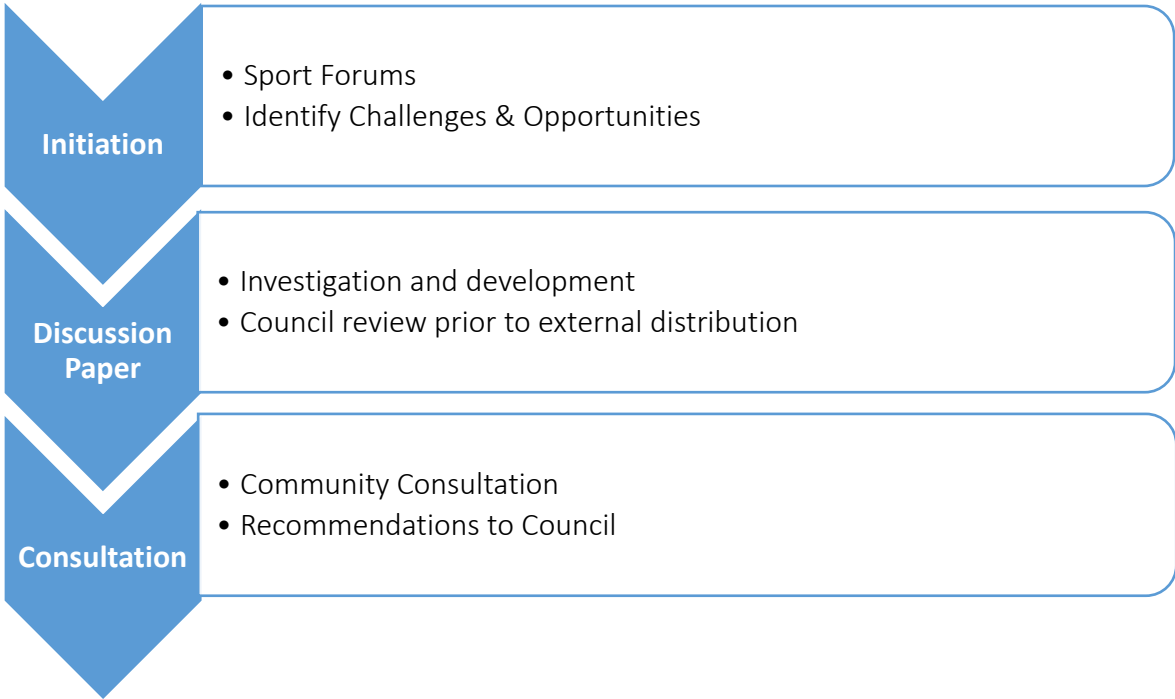 Initiation
• Sport Forums
• Identify Challenges & Opportunities
Discussion
Paper
• Investigation and development
• Council review prior to external distribution
Consultation
• Community Consultation
• Recommendations to Council